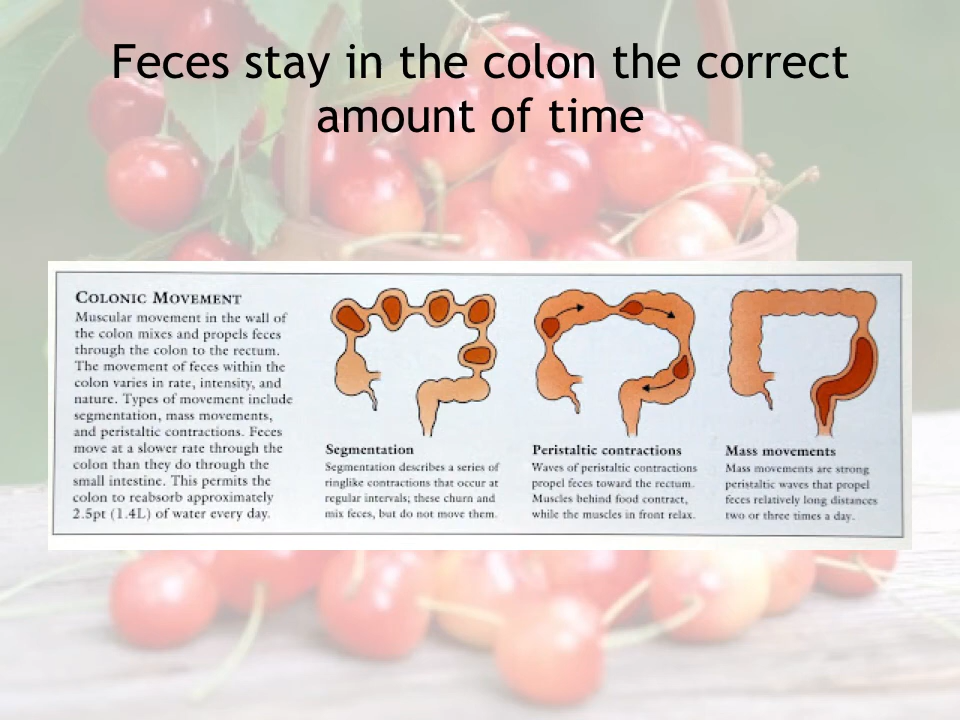 Feces stay in the colon the correct
amount of time
COLONIC MOVEMENT
Muscular movement in the wall of
the colon mixes and propels feces
through the colon to the rectum.
The movement of feces within the
colon varies in rate, intensity, and
nature. Types of movement include
segmentation, mass movements,
and peristaltic contractions. Feces
move at a slower rate through the
colon than they do through the
small intestine. This permits the
colon to reabsorb approximately
2.5pt (1.4L) of water every day.
Segmentation
Segmentation describes a series of
ringlike contractions that occur at
regular intervals; these churn and
mix feces, but do not move them.
Peristaltic contractions
Waves of peristaltic contractions
propel feces toward the rectum.
Muscles behind food contract,
while the muscles in front relax.
Mass movements
Mass movements are strong
peristaltic waves that propel
feces relatively long distances
two or three times a day.